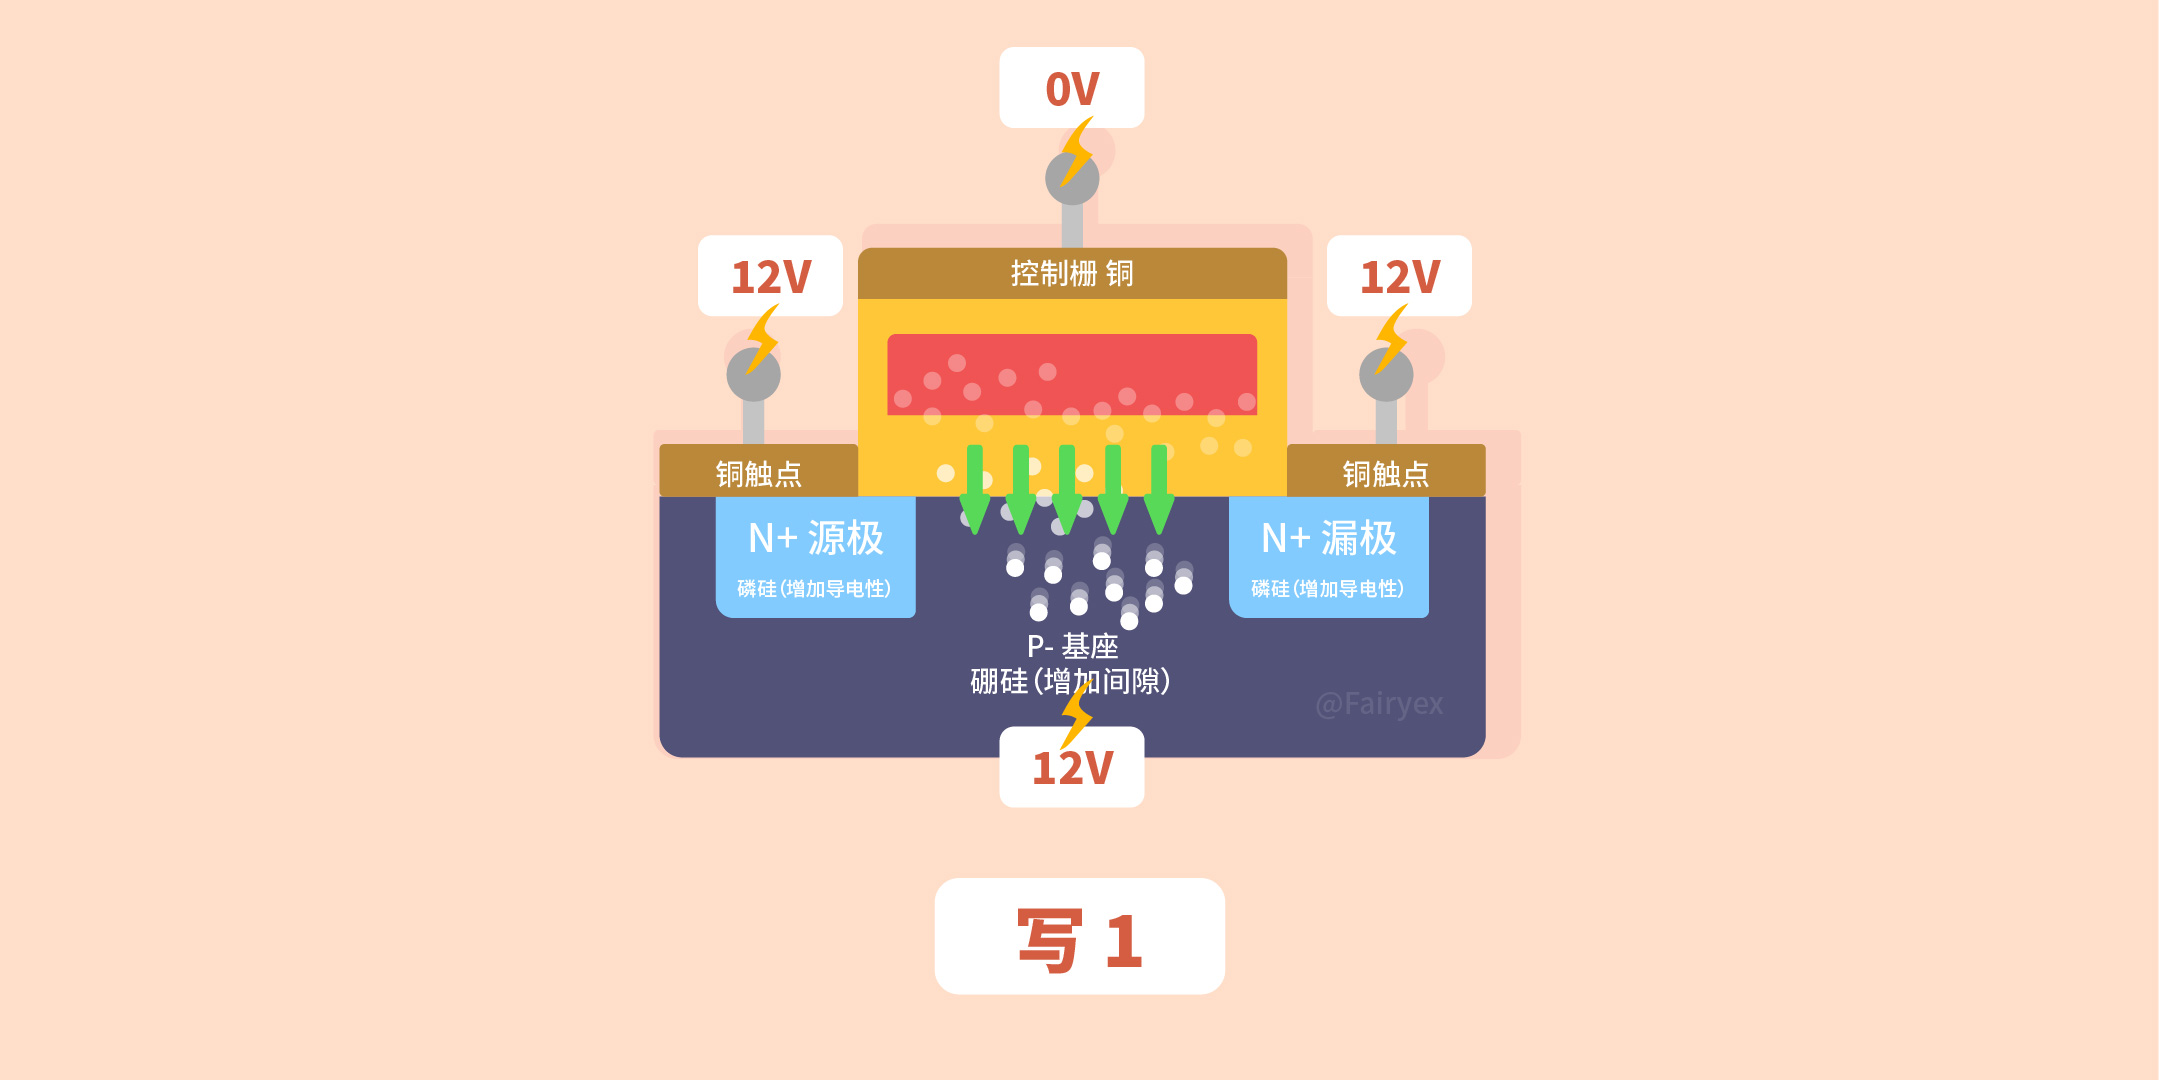 0V
12V
12V
控制栅 铜
铜触点
铜触点
N+ 源极
磷硅(增加导电性)
N+ 漏极
磷硅(增加导电性)
P- 基座
硼硅(增加间隙)
@Fairyex
12V
写 1